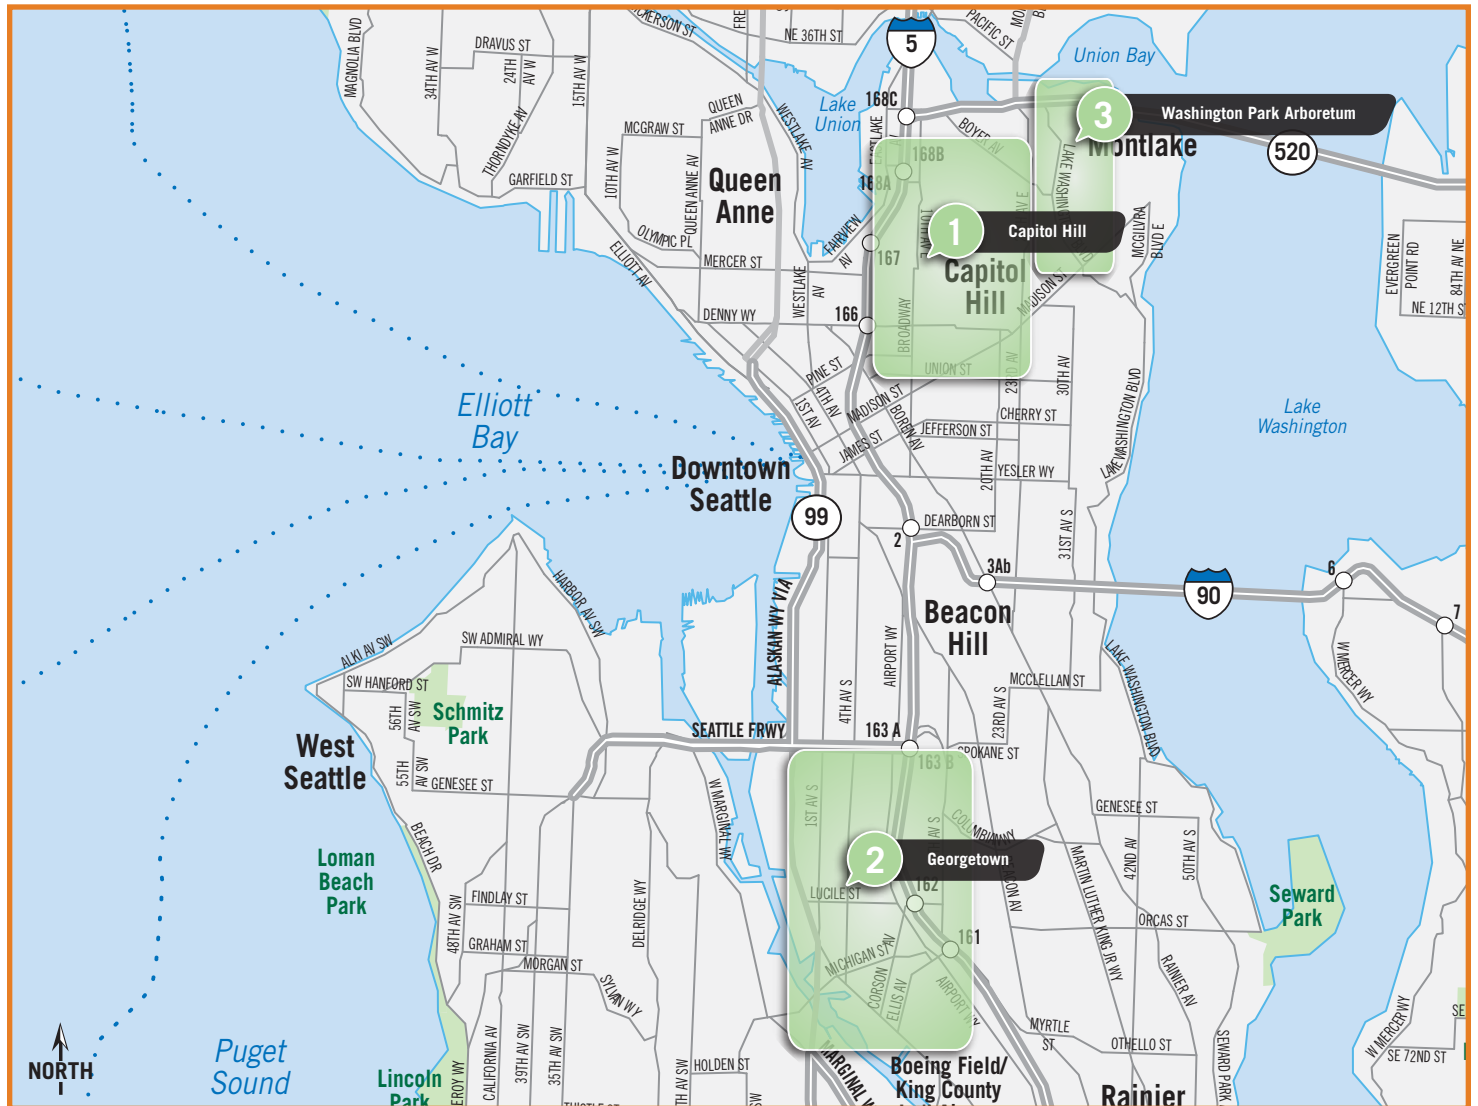 MAGNOLIA BLVD
34TH AV W
DRAVUS ST
24TH
AV W
15TH AV W
THORNDYKE AV
GARFIELD ST
NE 36TH ST
PACIFIC ST
5
Union Bay
Lake
Union
168C
QUEEN
ANNE DR
WESTLAKE AV
MCGRAW ST
10TH AV W
QUEEN ANNE AV
Queen
Anne
BOYER AV
3
Washington Park Arboretum
Montlake
520
168B
168A
1
Capitol Hill
Capitol
Hill
FAIRVIEW
AV
167
OLYMPIC PL
MERCER ST
ELLIOTT AV
WESTLAKE
AV
DENNY WY
166
BROADWAY
MADISON ST
MCGILVRA
BLVD E
EVERGREEN
POINT RD
84TH AV NE
NE 12TH S
PINE ST
4TH AV
1ST AV
UNION ST
23RD AV
30TH AV
MADISON ST
BOREN AV
JAMES ST
CHERRY ST
JEFFERSON ST
20TH AV
YESLER WY
LAKE WASHINGTON BLVD
Lake
Washington
Elliott
Bay
Downtown
Seattle
99
2
DEARBORN ST
31ST AV S
3Ab
90
6
7
Beacon
Hill
ALASKAN WY VIA
AIRPORT WY
4TH AV S
HARBOR AV SW
ALKI AV SW
SW ADMIRAL WY
SW HANFORD ST
56TH
AV SW
Schmitz
Park
West
Seattle
55TH
AV SW
GENESEE ST
SEATTLE FRWY
163 A
163 B
SPOKANE ST
23RD AV S
MCCLELLAN ST
LAKE WASHINGTON BLVD
W MERCER WY
W MARGINAL WY
1ST AV S
2
Georgetown
LUCILE ST
162
161
MICHIGAN ST
CORSON
AV
ELLIS AV
AIRPORT WY
GENESEE ST
42ND AV
50TH AV S
MARTIN LUTHER KING JR WY
ORCAS ST
RAINIER AV
Seward
Park
BEACH DR
Loman
Beach
Park
48TH AV SW
FINDLAY ST
GRAHAM ST
MORGAN ST
SYLVAN WY
DELRIDGE WY
MYRTLE
ST
OTHELLO ST
SEWARD PARK
W MERCER WY
SE 72ND ST
SE
NORTH
Puget
Sound
Lincoln
Park
CALIFORNIA AV
39TH AV SW
35TH AV SW
HOLDEN ST
Boeing Field/
King County
Rainier